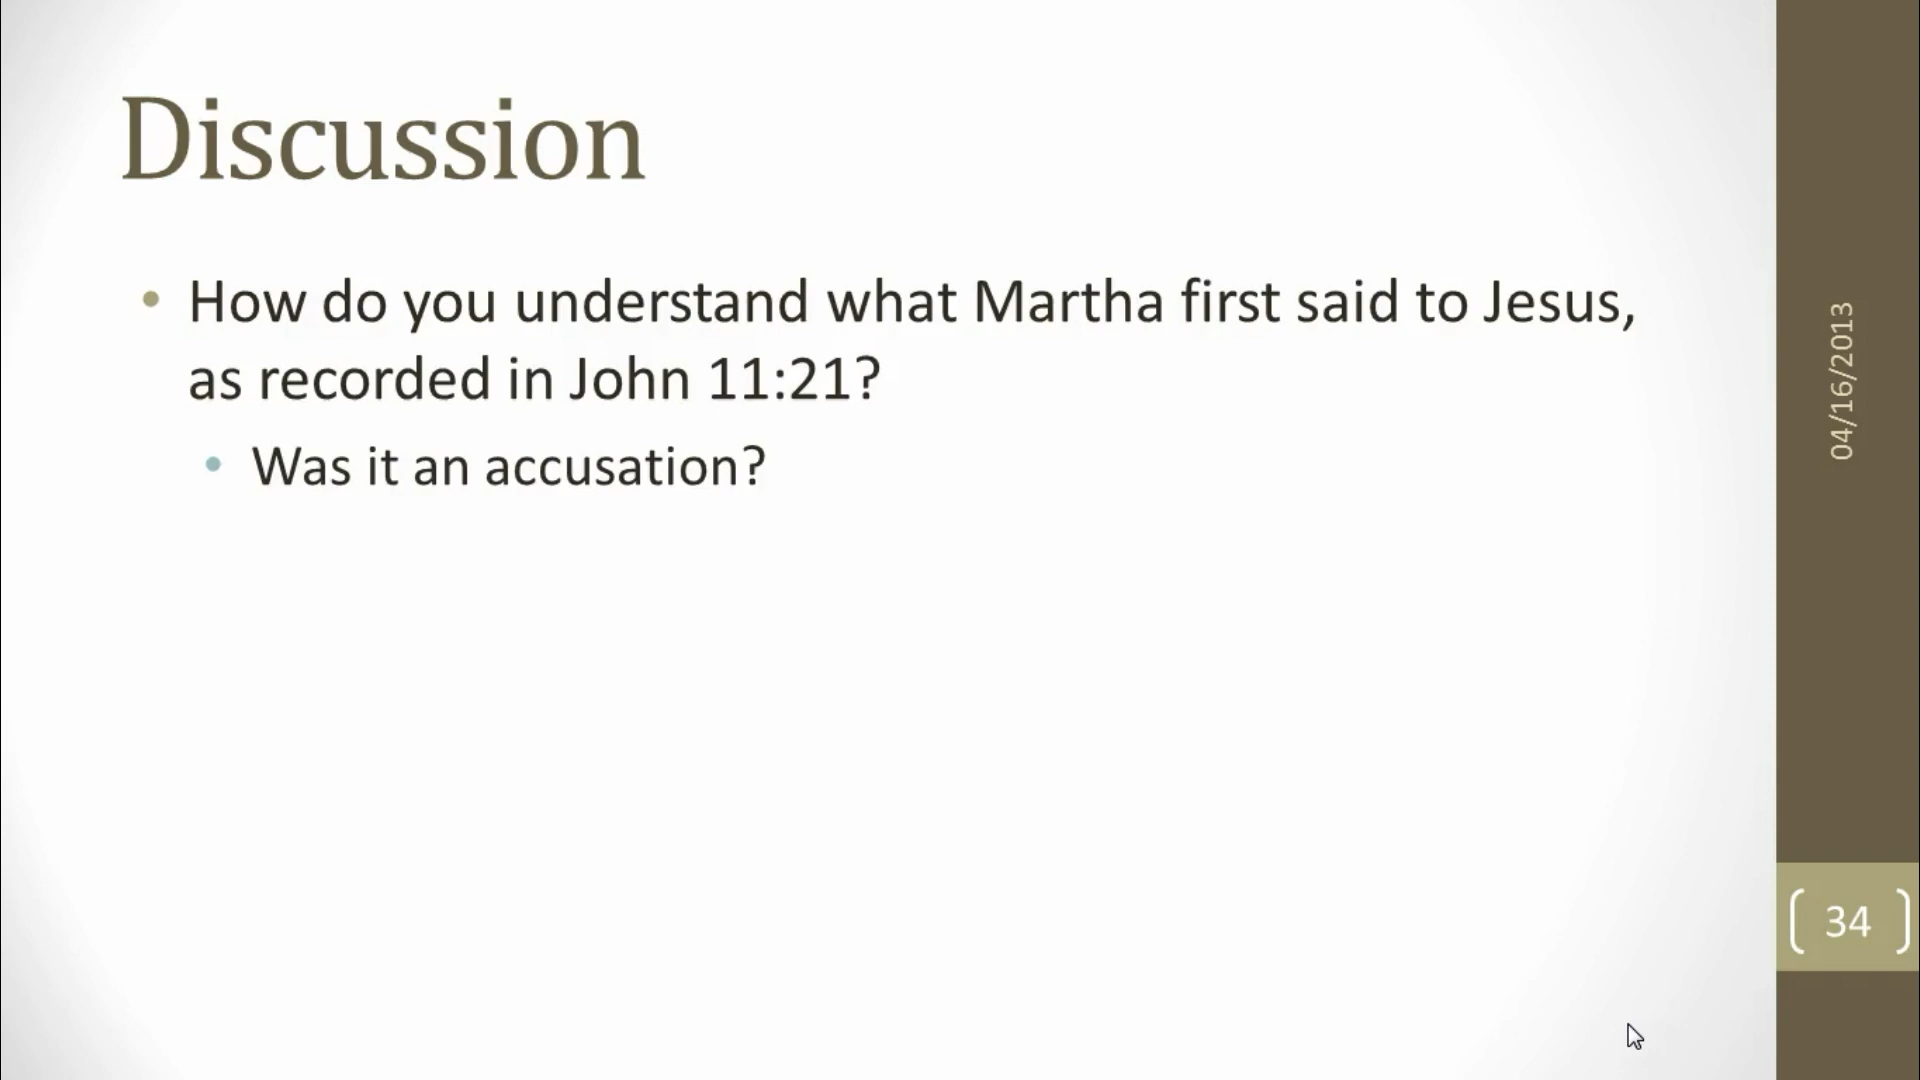 Discussion
• How do you understand what Martha first said to Jesus,
as recorded in John 11:21?
• Was it an accusation?
04/16/2013
34